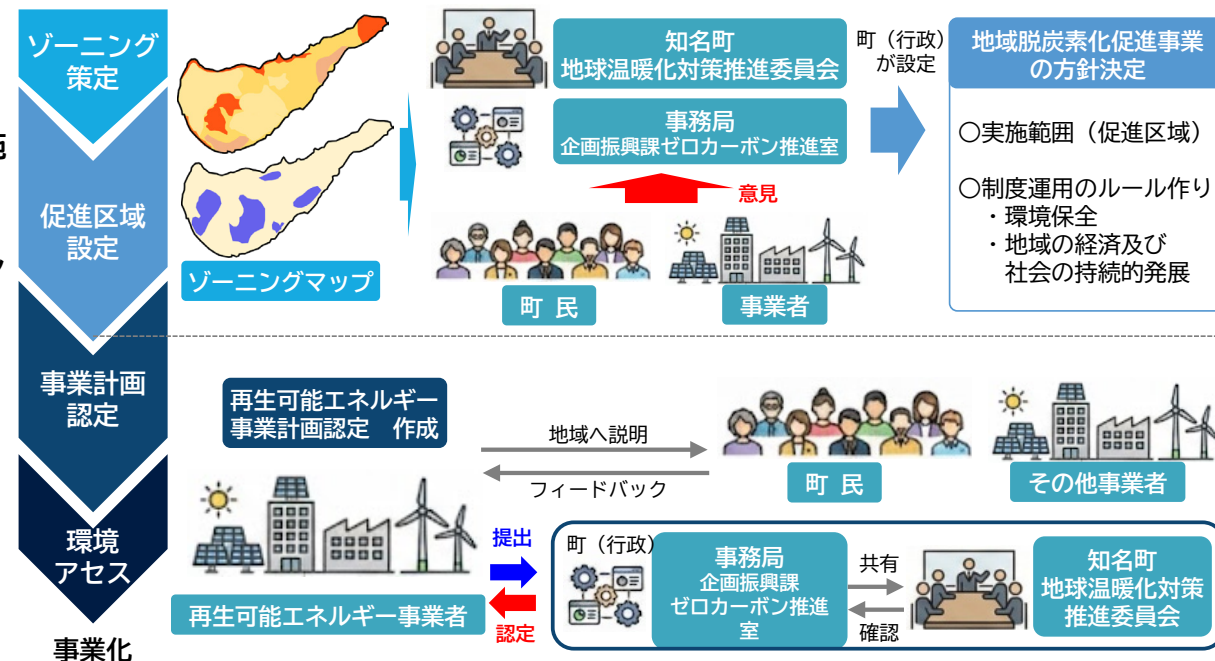 ゾーニング
策定
促進区域
設定
事業計画
認定
環境
アセス
事業化
施
ゾーニングマップ
知名町
地球温暖化対策推進委員会
事務局
企画振興課ゼロカーボン推進室
意見
町 民
事業者
町（行政）
が設定
地域脱炭素化促進事業
の方針決定
○実施範囲（促進区域）
○制度運用のルール作り
・環境保全
・地域の経済及び
社会の持続的発展
再生可能エネルギー
事業計画認定　作成
地域へ説明
フィードバック
町 民
その他事業者
再生可能エネルギー事業者
提出
認定
町（行政）
事務局
企画振興課
ゼロカーボン推進
室
共有
確認
知名町
地球温暖化対策
推進委員会